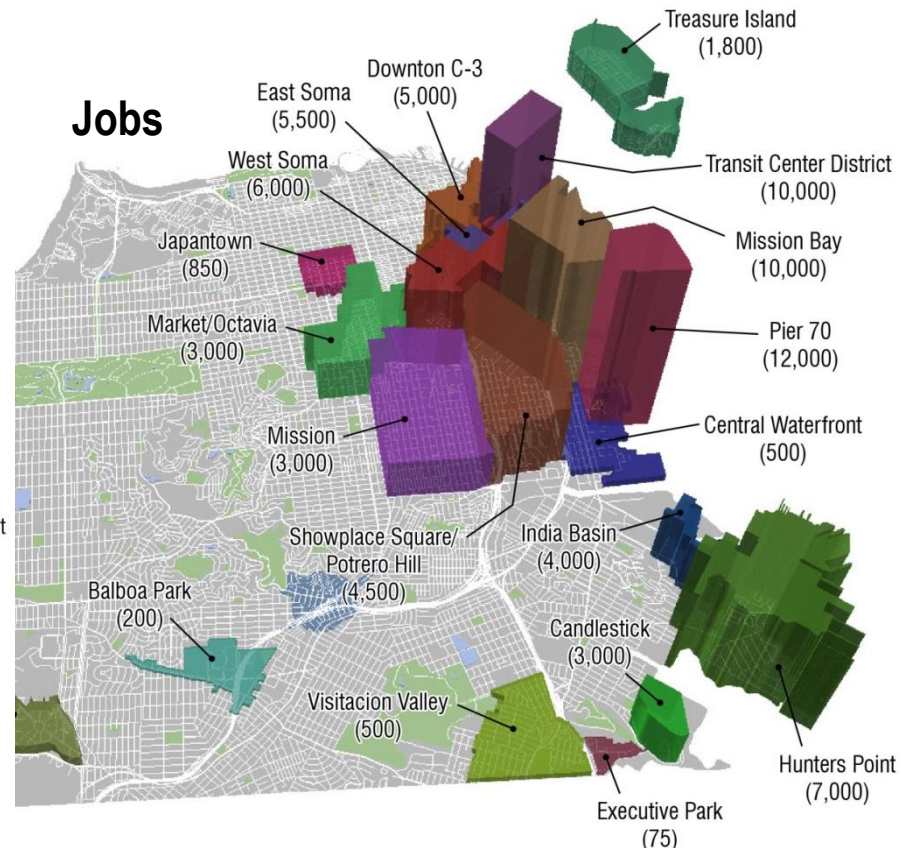 Treasure Island
(1,800)
Downton C-3
(5,000)
East Soma
(5,500)
Jobs
West Soma
(6,000)
Transit Center District
(10,000)
Japantown
(850)
Mission Bay
(10,000)
Market/Octavia
(3,000)
Pier 70
(12,000)
Mission
(3,000)
Central Waterfront
(500)
t
Showplace Square/
Potrero Hill
(4,500)
India Basin
(4,000)
Balboa Park
(200)
Candlestick
(3,000)
Visitacion Valley
(500)
Hunters Point
(7,000)
Executive Park
(75)